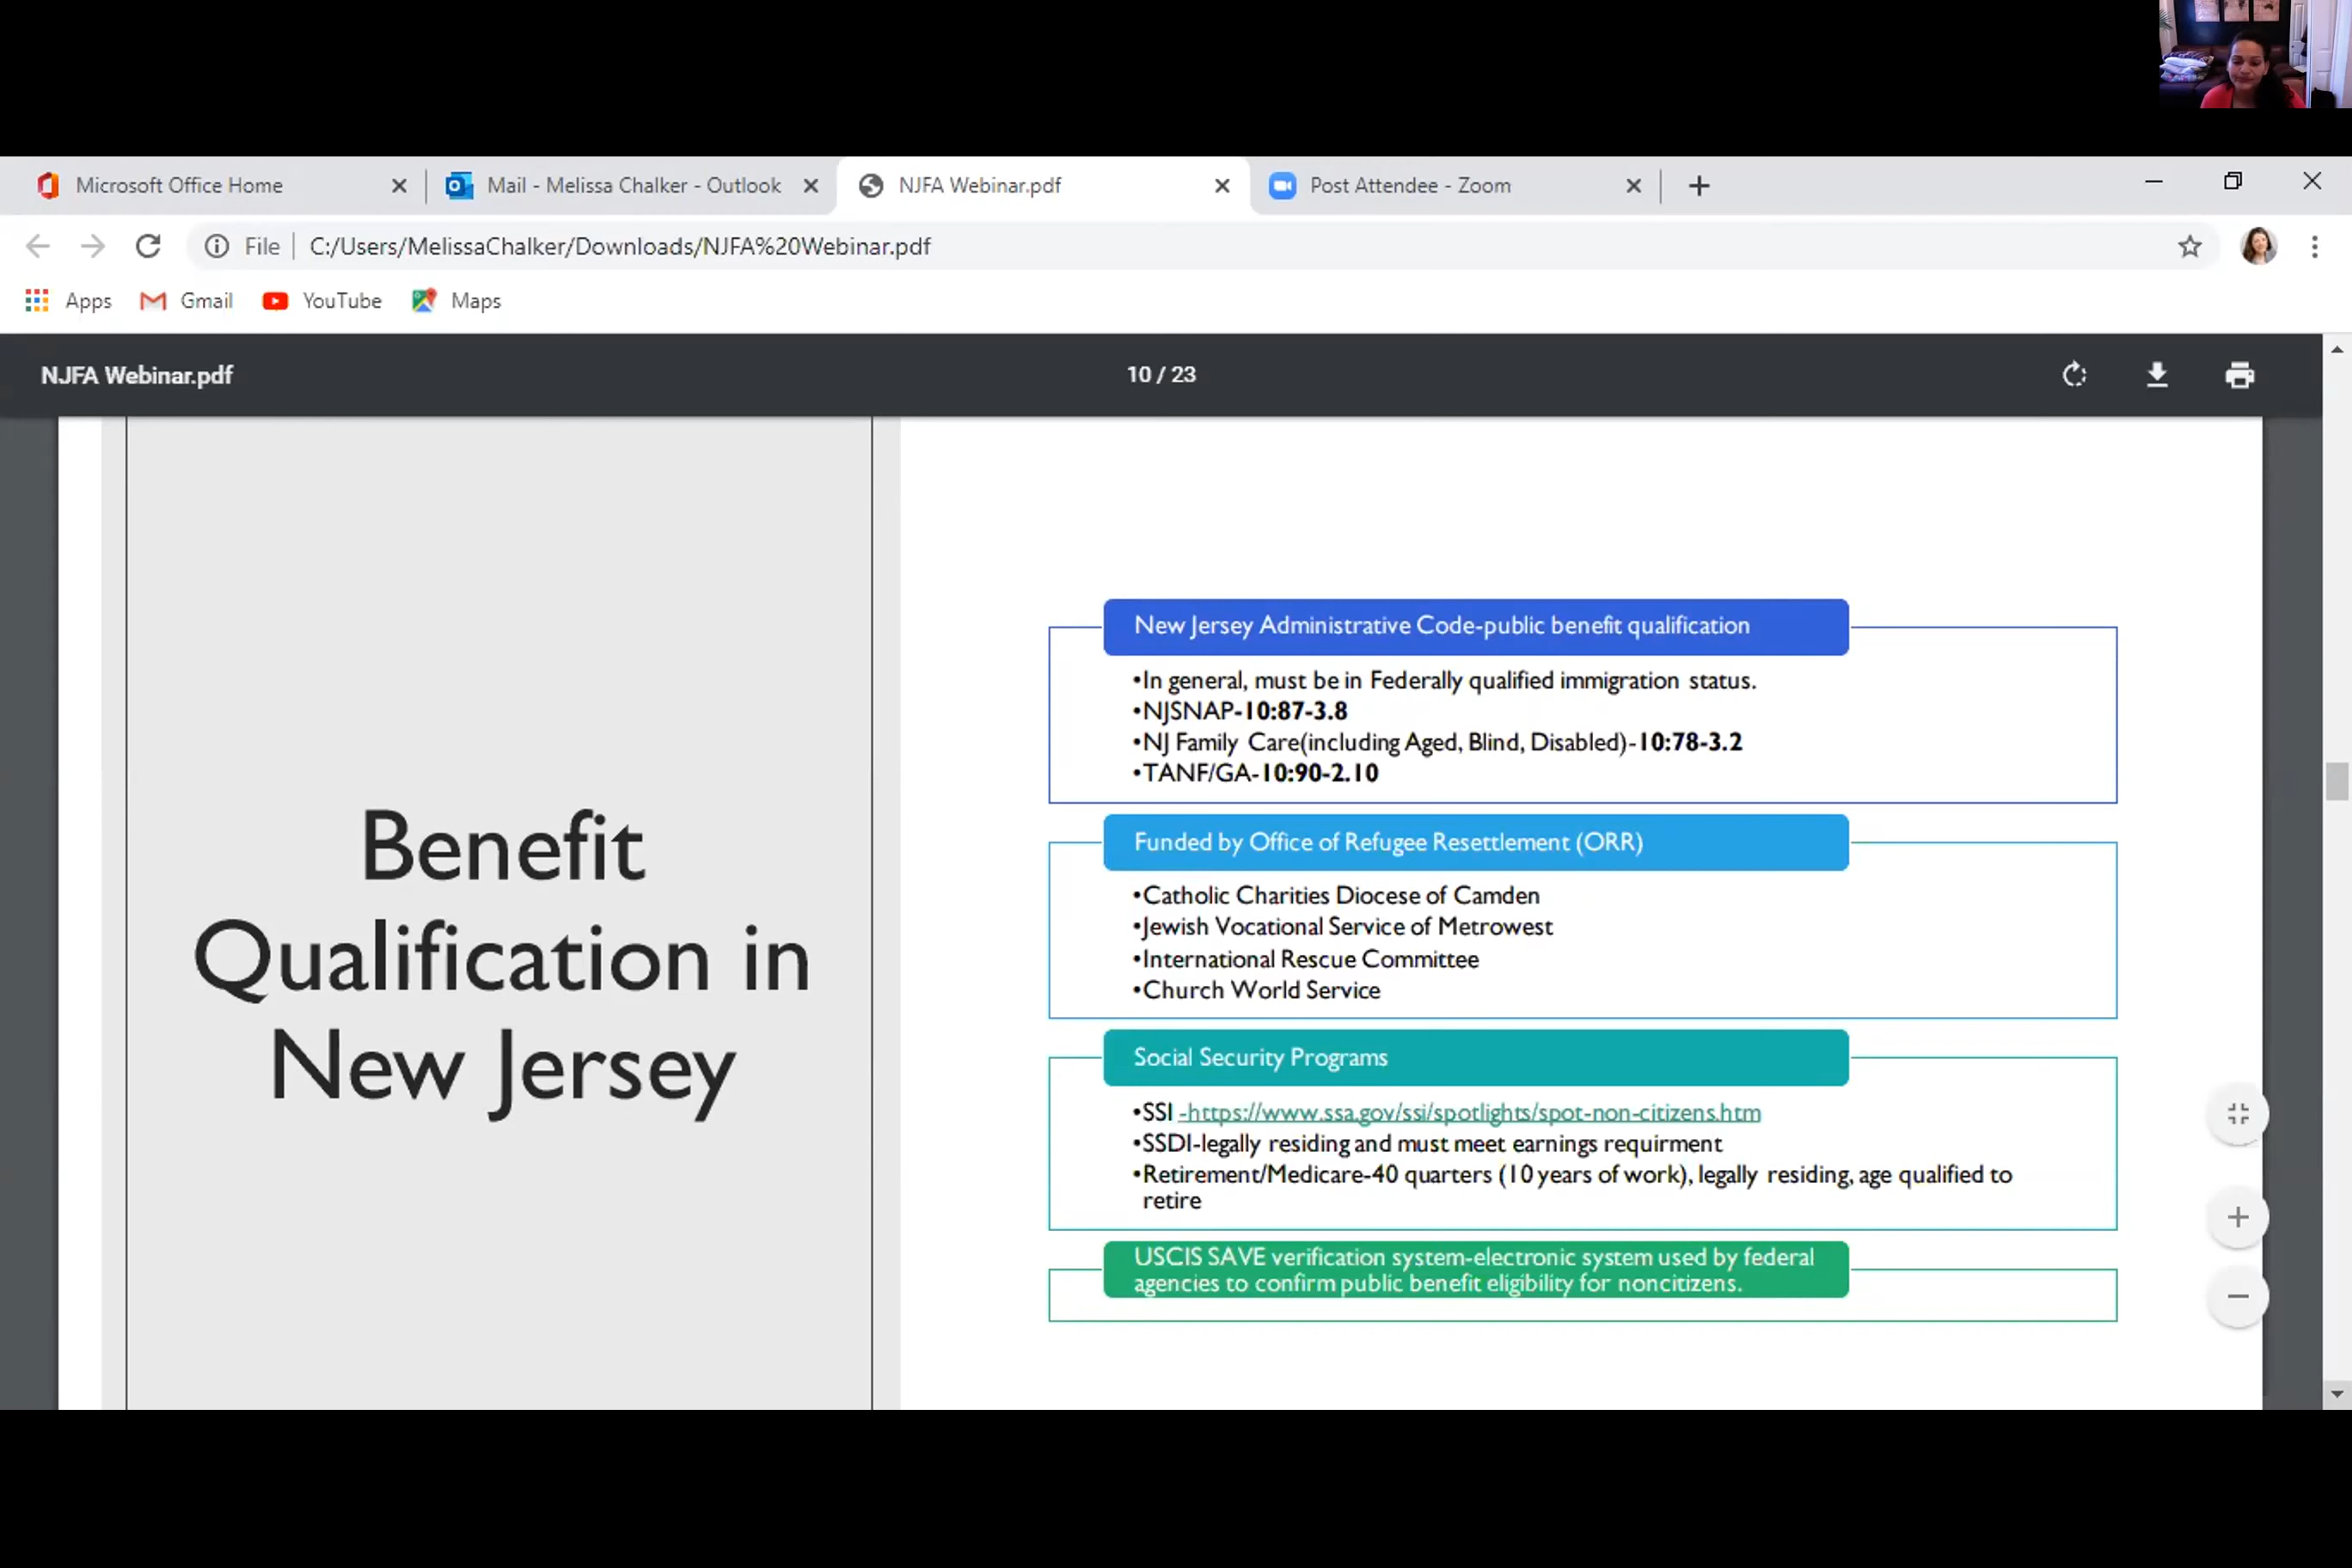 Microsoft Office Home
Mail - Melissa Chalker - Outlook
NJFA Webinar.pdf
Post Attendee - Zoom
File
C:/Users/MelissaChalker/Downloads/NJFA%20Webinar.pdf
Apps
Gmail
YouTube
Maps
NJFA Webinar.pdf
10 / 23
Benefit
Qualification in
New Jersey
New Jersey Administrative Code-public benefit qualification
•In general, must be in Federally qualified immigration status.
•NJSNAP-10:87-3.8
•NJ Family Care(including Aged, Blind, Disabled)-10:78-3.2
•TANF/GA-10:90-2.10
Funded by Office of Refugee Resettlement (ORR)
•Catholic Charities Diocese of Camden
•Jewish Vocational Service of Metrowest
•International Rescue Committee
•Church World Service
Social Security Programs
•SSI -https://www.ssa.gov/ssi/spotlights/spot-non-citizens.htm
•SSDI-legally residing and must meet earnings requirment
•Retirement/Medicare-40 quarters (10 years of work), legally residing, age qualified to
retire
USCIS SAVE verification system-electronic system used by federal
agencies to confirm public benefit eligibility for noncitizens.